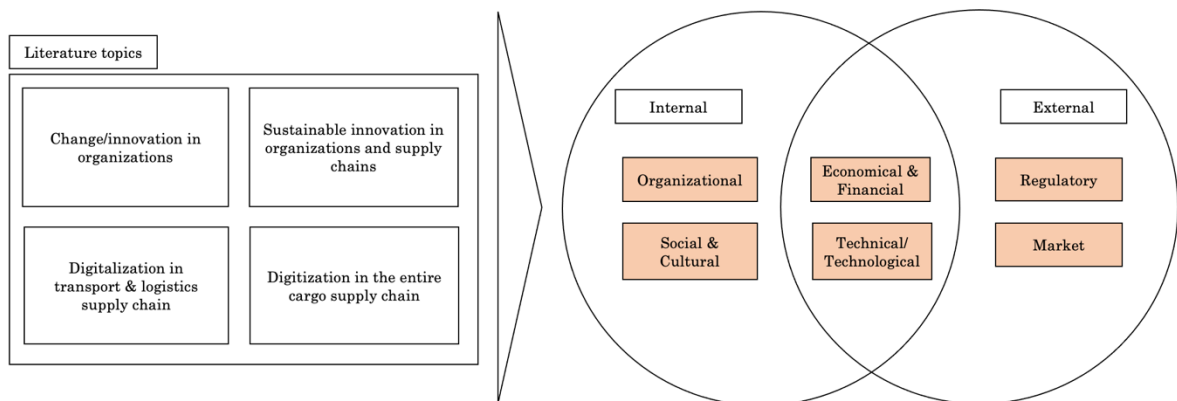 Literature topics
Change/innovation in
organizations
Sustainable innovation in
organizations and supply
chains
Digitalization in
transport & logistics
supply chain
Digitization in the entire
cargo supply chain
Internal
External
Organizational
Economical &
Financial
Regulatory
Social &
Cultural
Technical/
Technological
Market